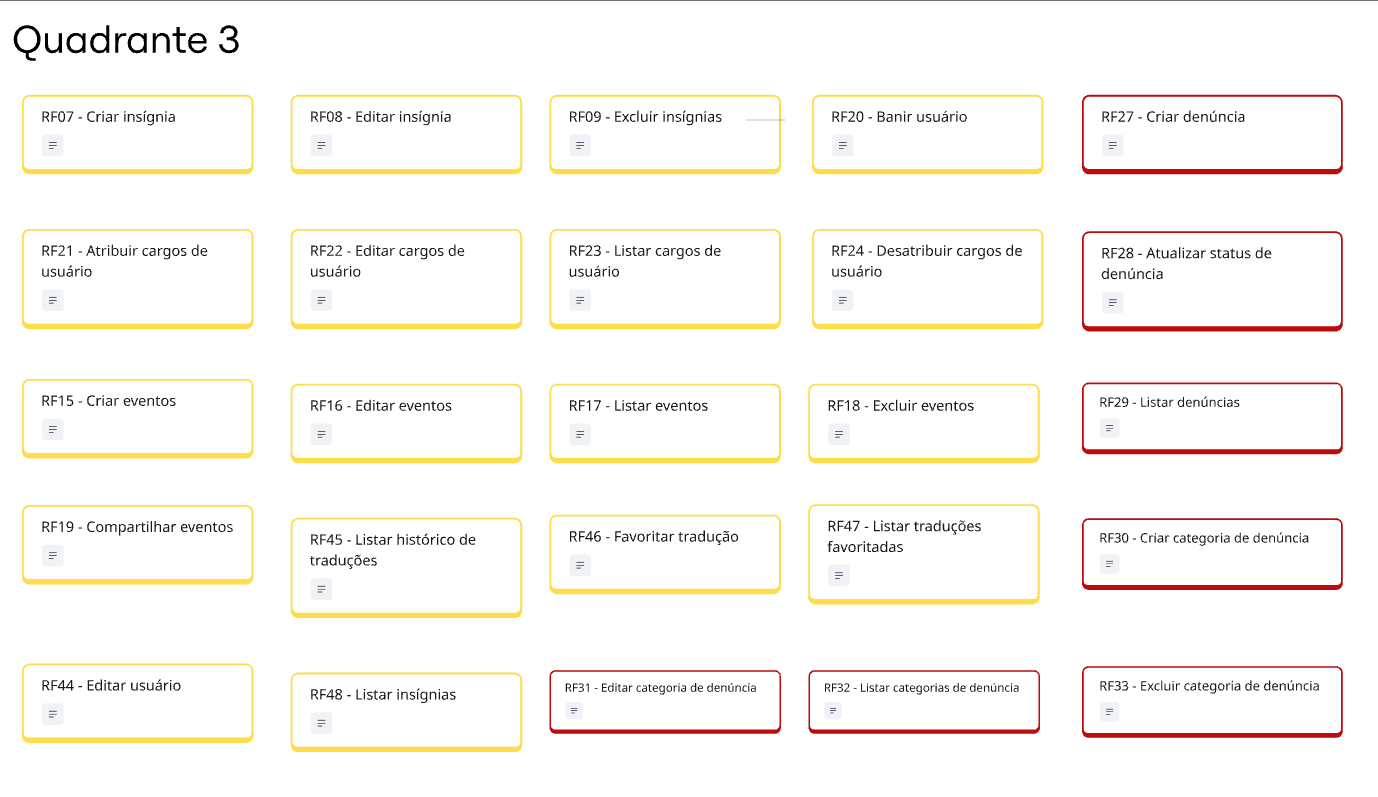 Quadrante 3
RF07 - Criar insígnia
RF08 - Editar insígnia
RF09 - Excluir insígnias
RF20 - Banir usuário
RF27 - Criar denúncia
RF21 - Atribuir cargos de
usuário
RF22 - Editar cargos de
usuário
RF23 - Listar cargos de
usuário
RF24 - Desatribuir cargos de
usuário
RF28 - Atualizar status de
denúncia
RF15 - Criar eventos
RF16 - Editar eventos
RF17 - Listar eventos
RF18 - Excluir eventos
RF29 - Listar denúncias
RF19 - Compartilhar eventos
RF45 - Listar histórico de
traduções
RF46 - Favoritar tradução
RF47 - Listar traduções
favoritadas
RF30 - Criar categoria de denúncia
RF44 - Editar usuário
RF48 - Listar insígnias
RF31 - Editar categoria de denúncia
RF32 - Listar categorias de denúncia
RF33 - Excluir categoria de denúncia